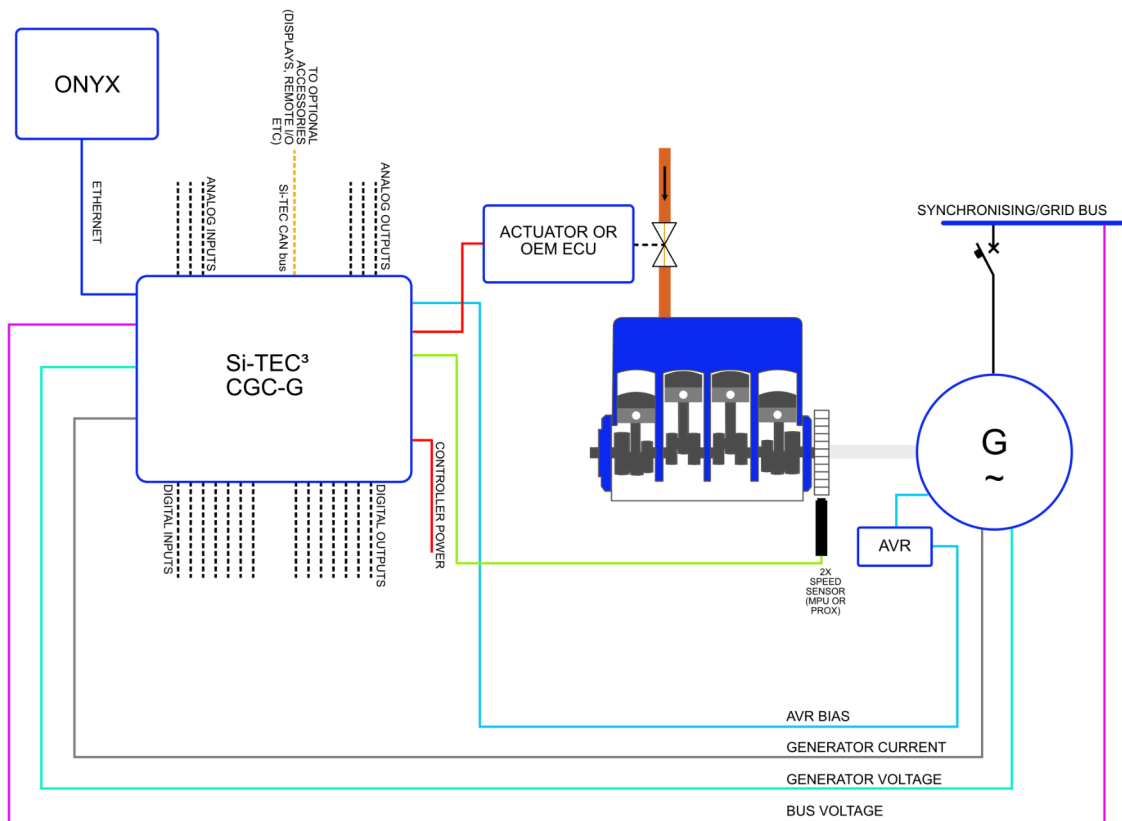 ONYX
TO OPTIONAL
ACCESSORIES
(DISPLAYS, REMOTE I/O
ETC)
ETHERNET
ANALOG INPUTS
Si-TEC CAN bus
ANALOG OUTPUTS
ACTUATOR OR
OEM ECU
SYNCHRONISING/GRID BUS
Si-TEC³
CGC-G
CONTROLLER POWER
DIGITAL INPUTS
DIGITAL OUTPUTS
G
~
AVR
2X
SPEED
SENSOR
(MPU OR
PROX)
AVR BIAS
GENERATOR CURRENT
GENERATOR VOLTAGE
BUS VOLTAGE